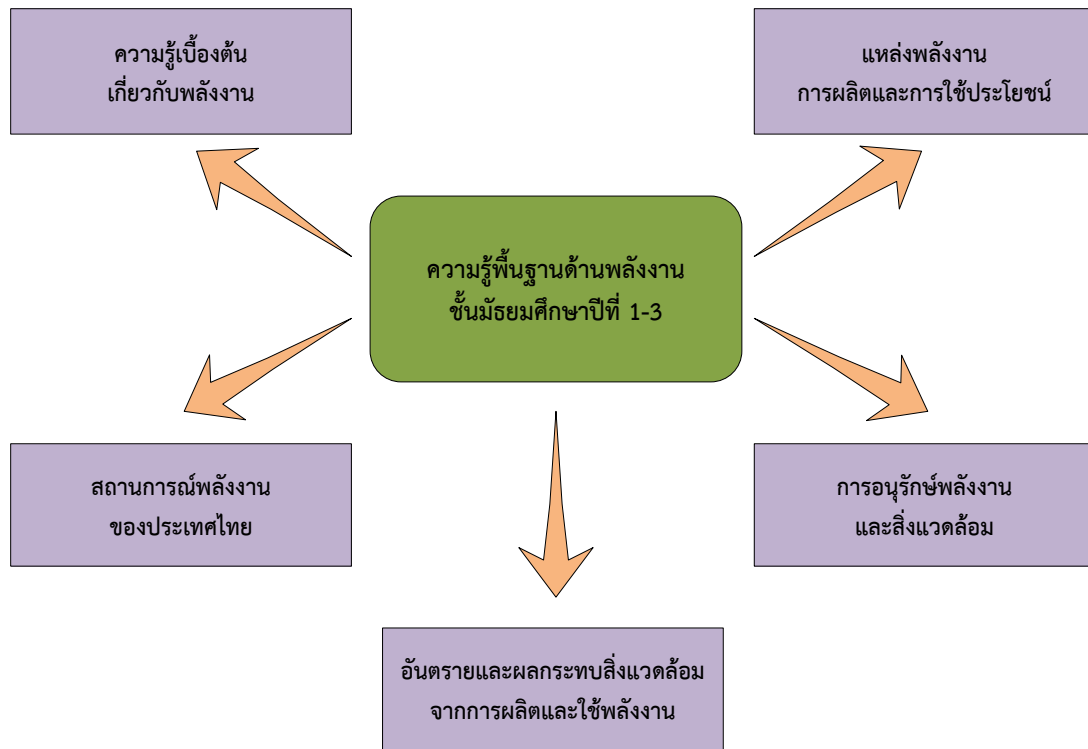 ความรู้เบื้องต้น
เกี่ยวกับพลังงาน
แหล่งพลังงาน
การผลิตและการใช้ประโยชน์
ความรู้พื้นฐานด้านพลังงาน
ชั้นมัธยมศึกษาปีที่ 1-3
สถานการณ์พลังงาน
ของประเทศไทย
การอนุรักษ์พลังงาน
และสิ่งแวดล้อม
อันตรายและผลกระทบสิ่งแวดล้อม
จากการผลิตและใช้พลังงาน